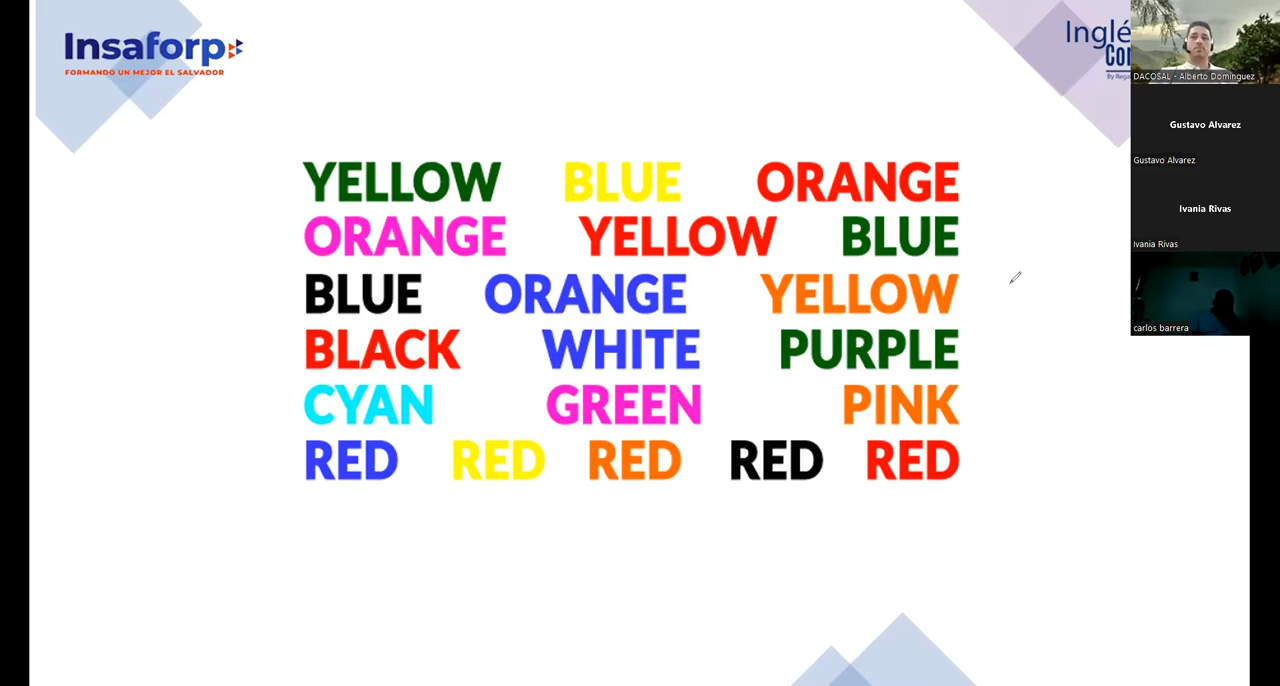 Insaforp
FORMANDO UN MEJOR EL SALVADOR
YELLOW BLUE ORANGE
ORANGE YELLOW BLUE
BLUE ORANGE YELLOW
BLACK WHITE PURPLE
CYAN GREEN PINK
RED RED RED RED RED
DACOSAL - Alberto Dominguez
Gustavo Alvarez
Gustavo Alvarez
Ivania Rivas
Ivania Rivas
carlos barrera